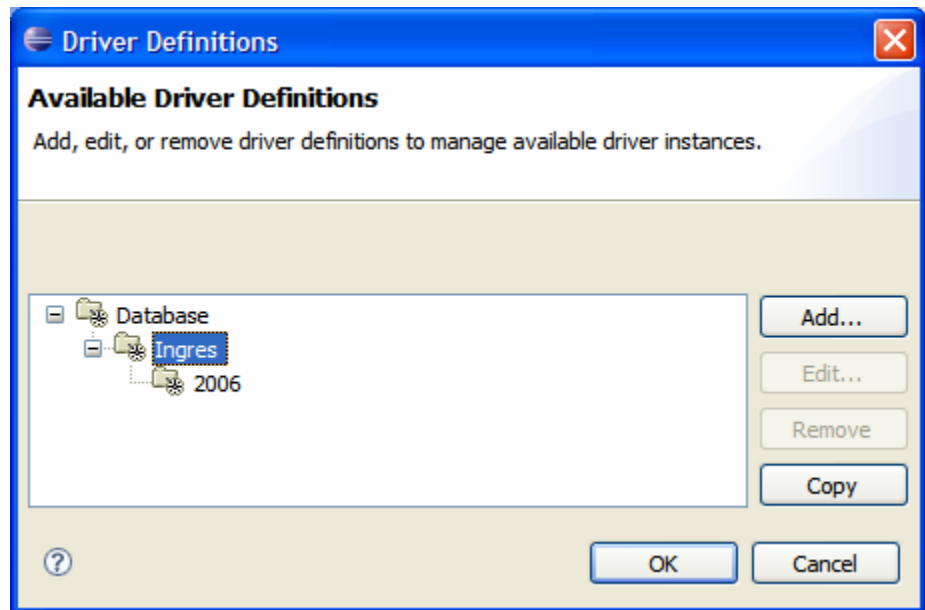 Driver Definitions
Available Driver Definitions
Add, edit, or remove driver definitions to manage available driver instances.
Database
Ingres
2006
Add...
Edit...
Remove
Copy
OK
Cancel